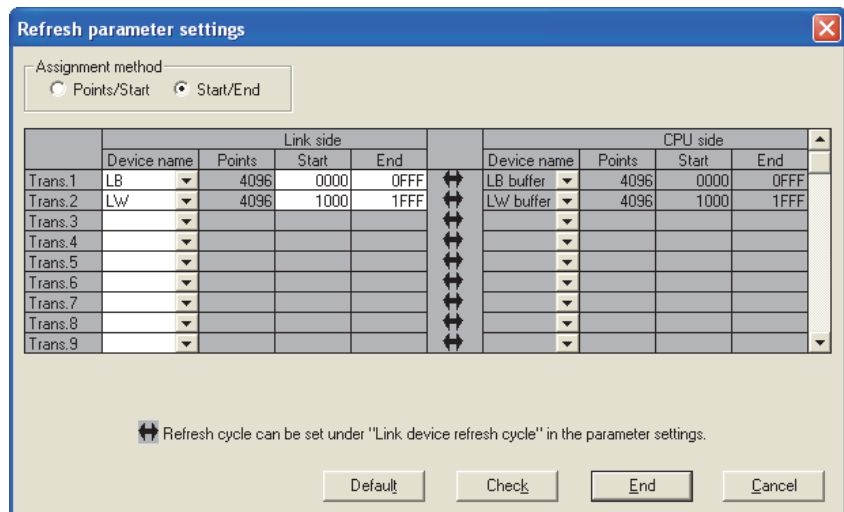 Refresh parameter settings
Assignment method
Points/Start Start/End
Link side CPU side
Device name Points Start End Device name Points Start End
Trans.1 LB 4096 0000 0FFF LB buffer 4096 0000 0FFF
Trans.2 LW 4096 1000 1FFF LW buffer 4096 1000 1FFF
Trans.3
Trans.4
Trans.5
Trans.6
Trans.7
Trans.8
Trans.9
Refresh cycle can be set under "Link device refresh cycle" in the parameter settings.
Default Check End Cancel